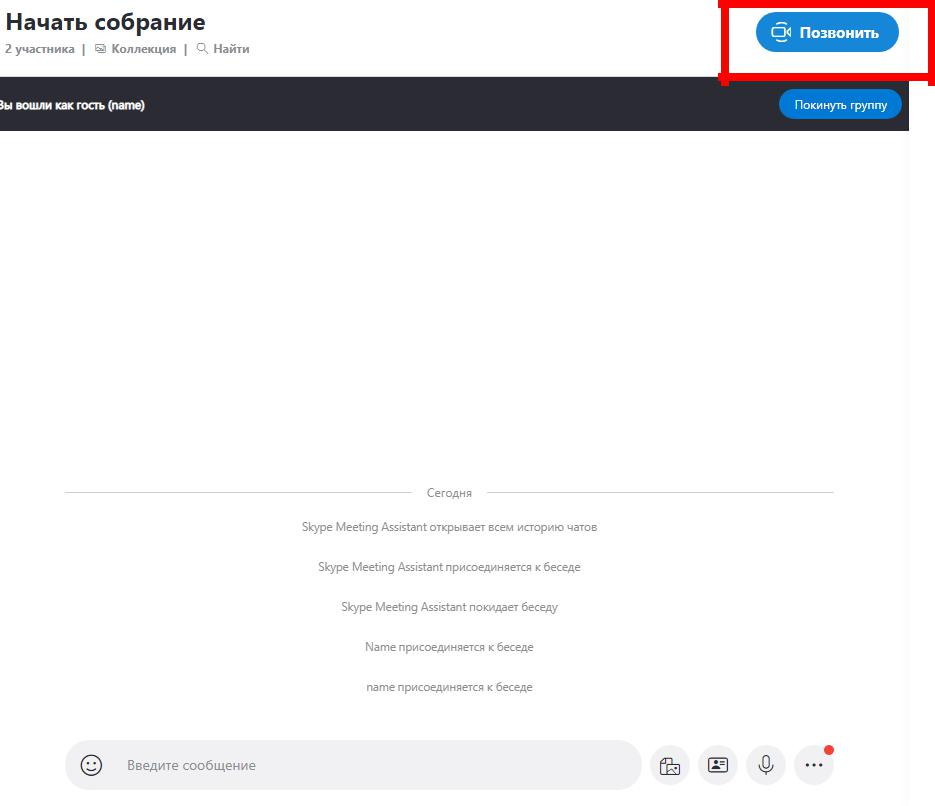 Начать собрание
2 участника | Коллекция | Найти
Позвонить
Вы вошли как гость (name)
Покинуть группу
Сегодня
Skype Meeting Assistant открывает всем историю чатов
Skype Meeting Assistant присоединяется к беседе
Skype Meeting Assistant покидает беседу
Name присоединяется к беседе
name присоединяется к беседе
Введите сообщение